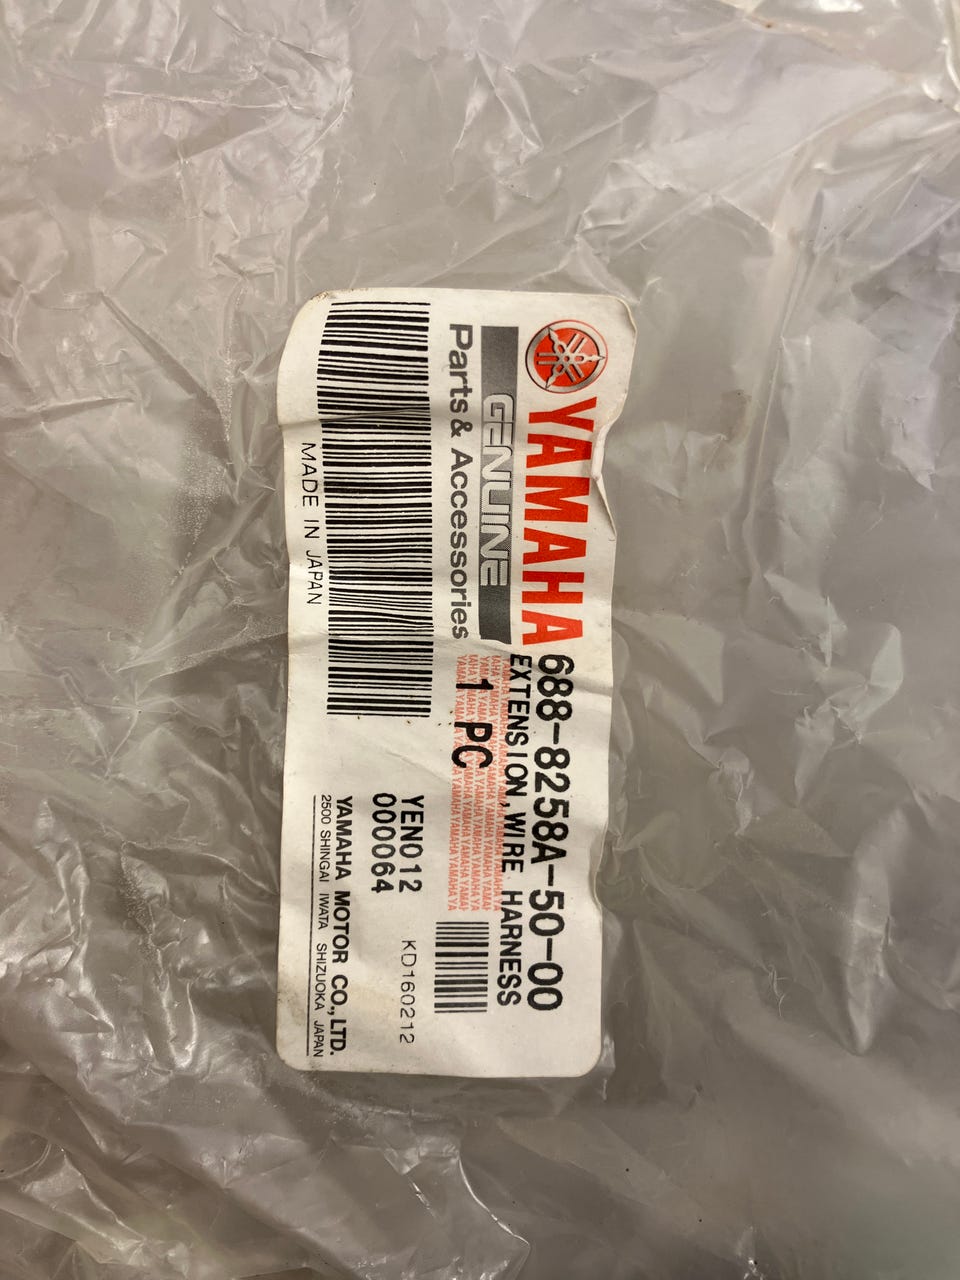 YAMAHA
GENUINE
Parts & Accessories
688-8258A-50-00
EXTENSION,WIRE HARNESS
1 PC
YAMAHAYAMAHAYAMAHAYAMAHAYAMAHAYA
MADE IN JAPAN
YEN012
000064
KD160212
YAMAHA MOTOR CO., LTD.
2500 SHINGAI IWATA SHIZUOKA JAPAN